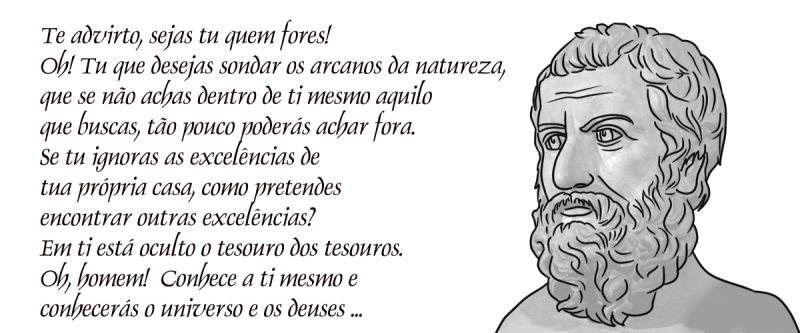 Te advirto, sejas tu quem fores!
Oh! Tu que desejas sondar os arcanos da natureza,
que se não achas dentro de ti mesmo aquilo
que buscas, tão pouco poderás achar fora.
Se tu ignoras as excelências de
tua própria casa, como pretendes
encontrar outras excelências?
Em ti está oculto o tesouro dos tesouros.
Oh, homem!  Conhece a ti mesmo e
conhecerás o universo e os deuses ...